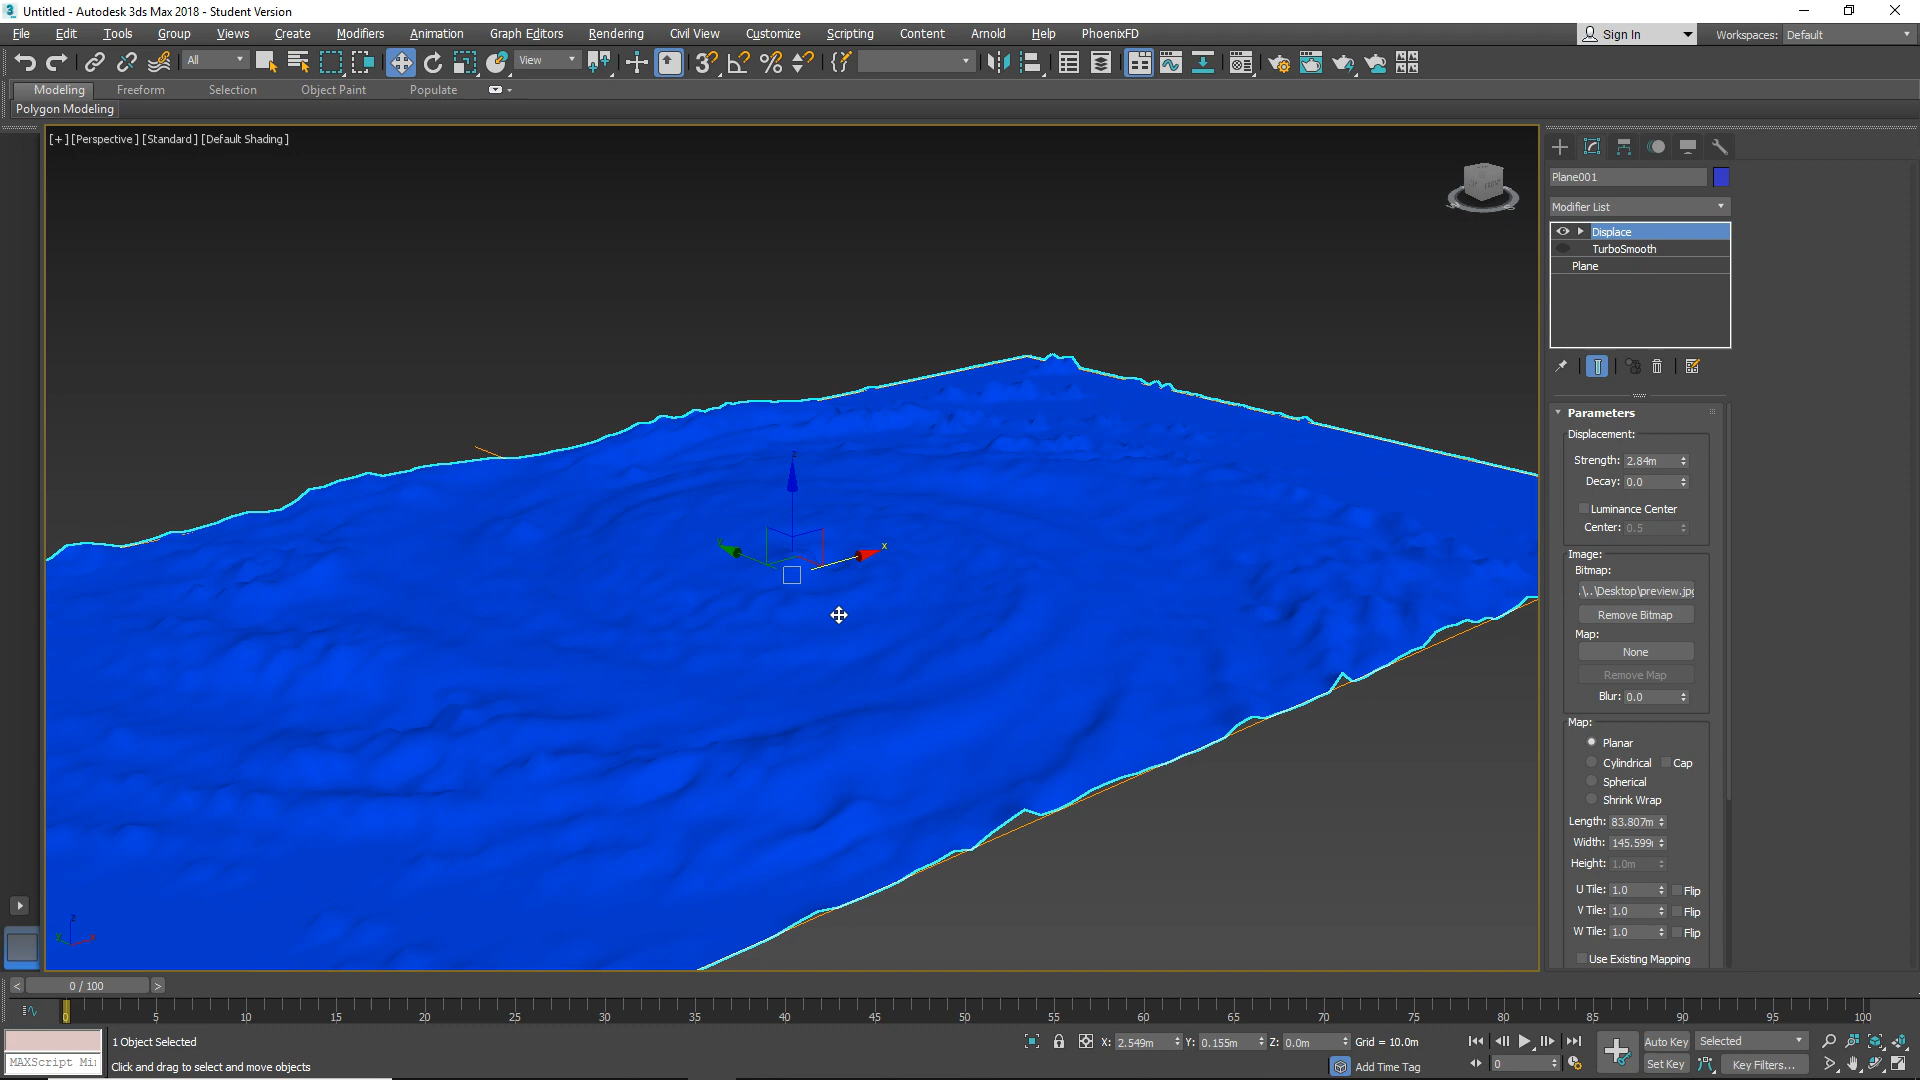 Untitled - Autodesk 3ds Max 2018 - Student Version
File Edit Tools Group Views Create Modifiers Animation Graph Editors Rendering Civil View Customize Scripting Content Arnold Help PhoenixFD
Sign In
Workspaces: Default
All
View
Modeling Freeform Selection Object Paint Populate
Polygon Modeling
[+] [Perspective] [Standard] [Default Shading]
Plane001
Modifier List
Displace
TurboSmooth
Plane
Parameters
Displacement:
Strength: 2.84m
Decay: 0.0
Luminance Center
Center: 0.5
Image:
Bitmap:
.\..\Desktop\preview.jpg
Remove Bitmap
Map:
None
Remove Map
Blur: 0.0
Map:
Planar
Cylindrical Cap
Spherical
Shrink Wrap
Length: 83.807m
Width: 145.599
Height: 1.0m
U Tile: 1.0 Flip
V Tile: 1.0 Flip
W Tile: 1.0 Flip
Use Existing Mapping
z
y
x
z
y
x
< 0 / 100 >
0 5 10 15 20 25 30 35 40 45 50 55 60 65 70 75 80 85 90 95 100
1 Object Selected
X: 2.549m Y: 0.155m Z: 0.0m Grid = 10.0m
Auto Key Selected
MAXScript Mi
Click and drag to select and move objects
Add Time Tag
0
Set Key Key Filters...